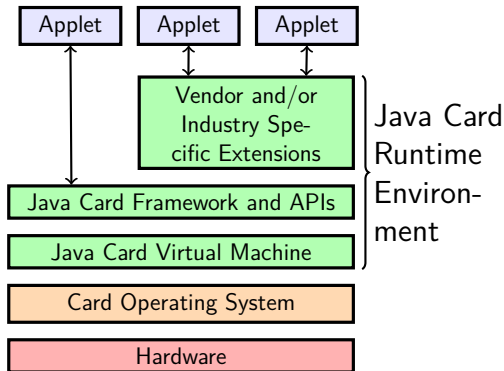 Applet Applet Applet
Vendor and/or
Industry Spe-
cific Extensions
Java Card Framework and APIs
Java Card Virtual Machine
Java Card
Runtime
Environ-
ment
Card Operating System
Hardware